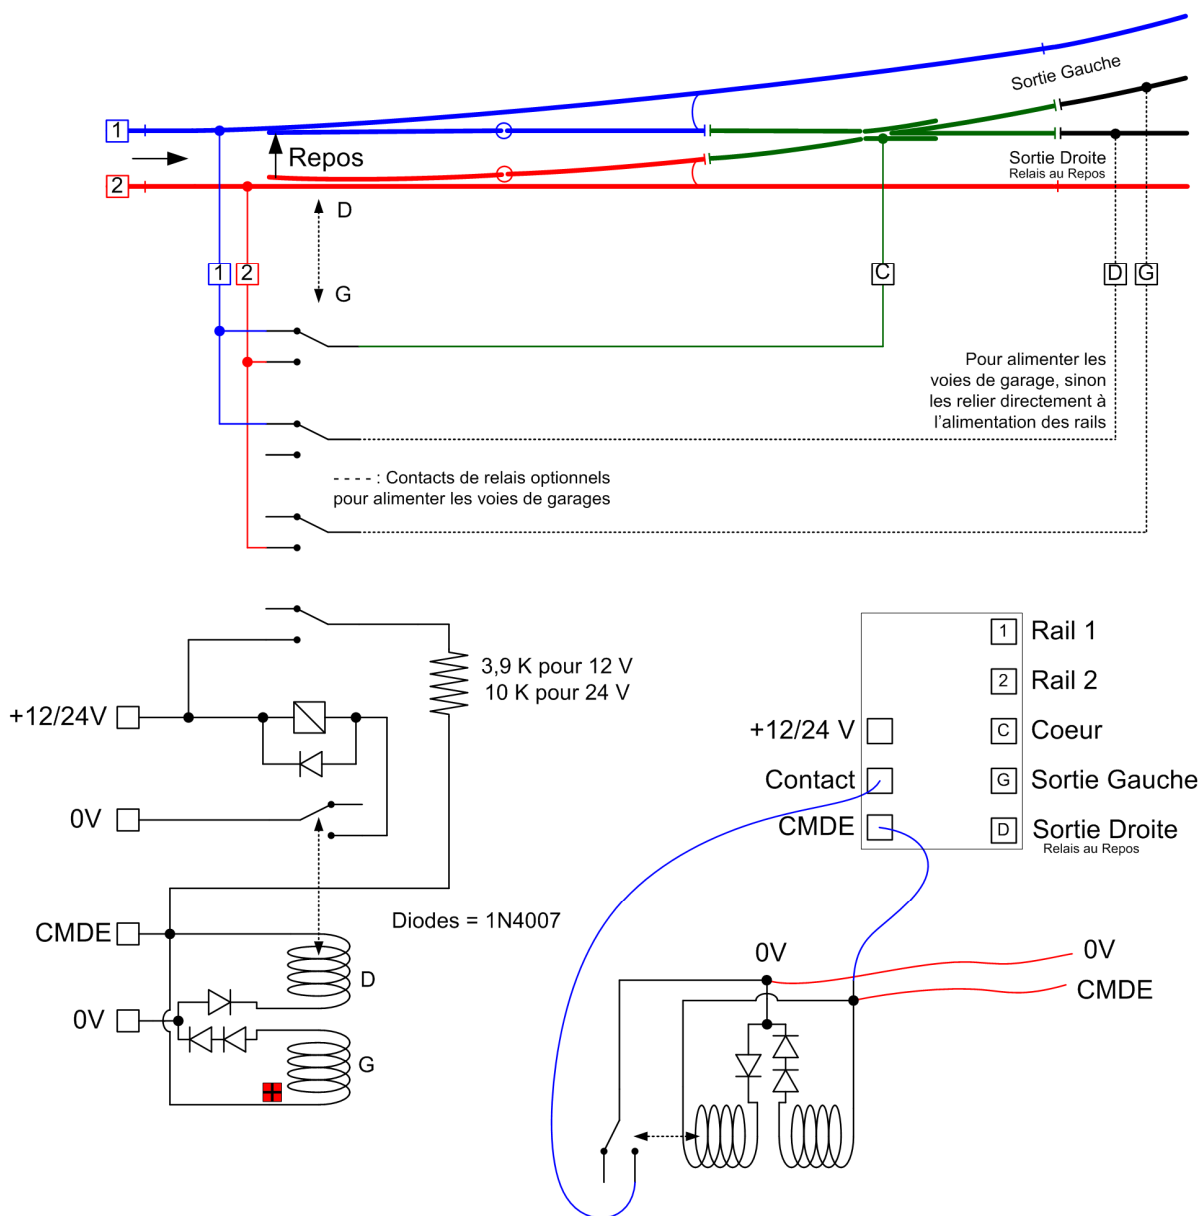 Sortie Gauche
1
Repos
Sortie Droite
Relais au Repos
2
D
1
2
C
D
G
G
Pour alimenter les
voies de garage, sinon
les relier directement à
l'alimentation des rails
- - - - : Contacts de relais optionnels
pour alimenter les voies de garages
3,9 K pour 12 V
10 K pour 24 V
+12/24V
0V
CMDE
Diodes = 1N4007
D
0V
G
1 Rail 1
2 Rail 2
+12/24 V
C Coeur
Contact
G Sortie Gauche
CMDE
D Sortie Droite
Relais au Repos
0V
0V
CMDE